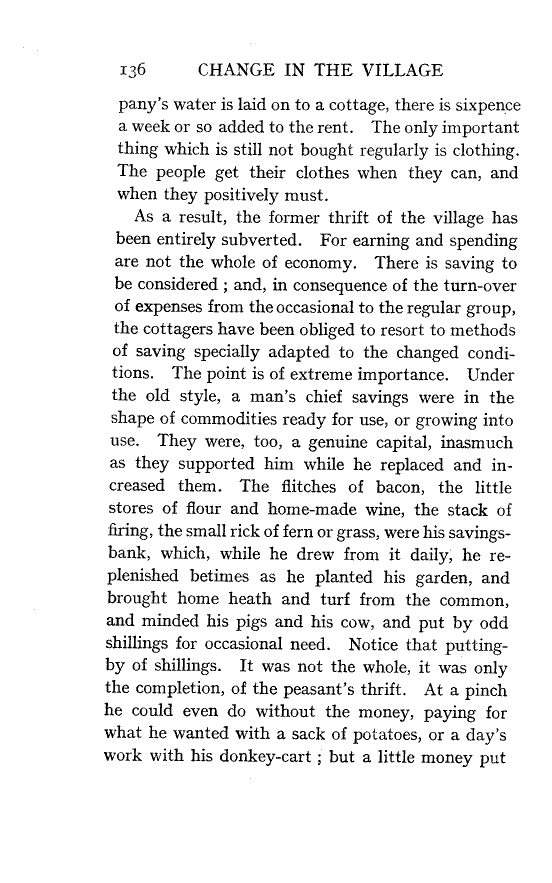 136 CHANGE IN THE VILLAGE
pany's water is laid on to a cottage, there is sixpence
a week or so added to the rent. The only important
thing which is still not bought regularly is clothing.
The people get their clothes when they can, and
when they positively must.
As a result, the former thrift of the village has
been entirely subverted. For earning and spending
are not the whole of economy. There is saving to
be considered ; and, in consequence of the turn-over
of expenses from the occasional to the regular group,
the cottagers have been obliged to resort to methods
of saving specially adapted to the changed condi-
tions. The point is of extreme importance. Under
the old style, a man's chief savings were in the
shape of commodities ready for use, or growing into
use. They were, too, a genuine capital, inasmuch
as they supported him while he replaced and in-
creased them. The flitches of bacon, the little
stores of flour and home-made wine, the stack of
firing, the small rick of fern or grass, were his savings-
bank, which, while he drew from it daily, he re-
plenished betimes as he planted his garden, and
brought home heath and turf from the common,
and minded his pigs and his cow, and put by odd
shillings for occasional need. Notice that putting-
by of shillings. It was not the whole, it was only
the completion, of the peasant's thrift. At a pinch
he could even do without the money, paying for
what he wanted with a sack of potatoes, or a day's
work with his donkey-cart ; but a little money put